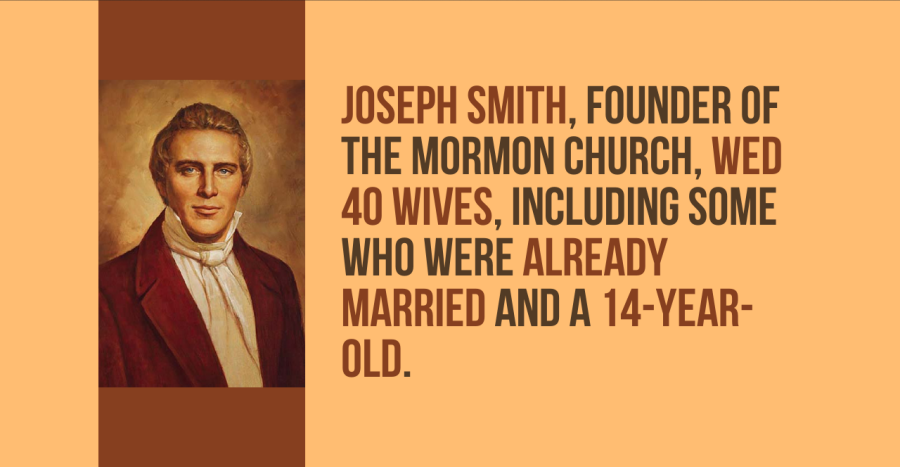 JOSEPH SMITH, FOUNDER OF
THE MORMON CHURCH, WED
40 WIVES, INCLUDING SOME
WHO WERE ALREADY
MARRIED AND A 14-YEAR-
OLD.